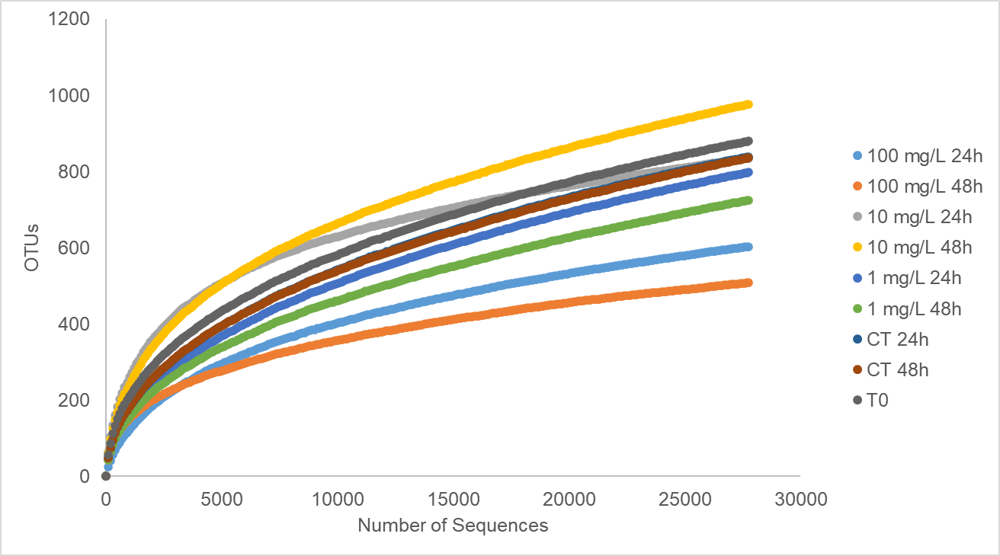 1200
1000
800
600
400
200
0
OTUs
0 5000 10000 15000 20000 25000 30000
Number of Sequences
100 mg/L 24h
100 mg/L 48h
10 mg/L 24h
10 mg/L 48h
1 mg/L 24h
1 mg/L 48h
CT 24h
CT 48h
T0